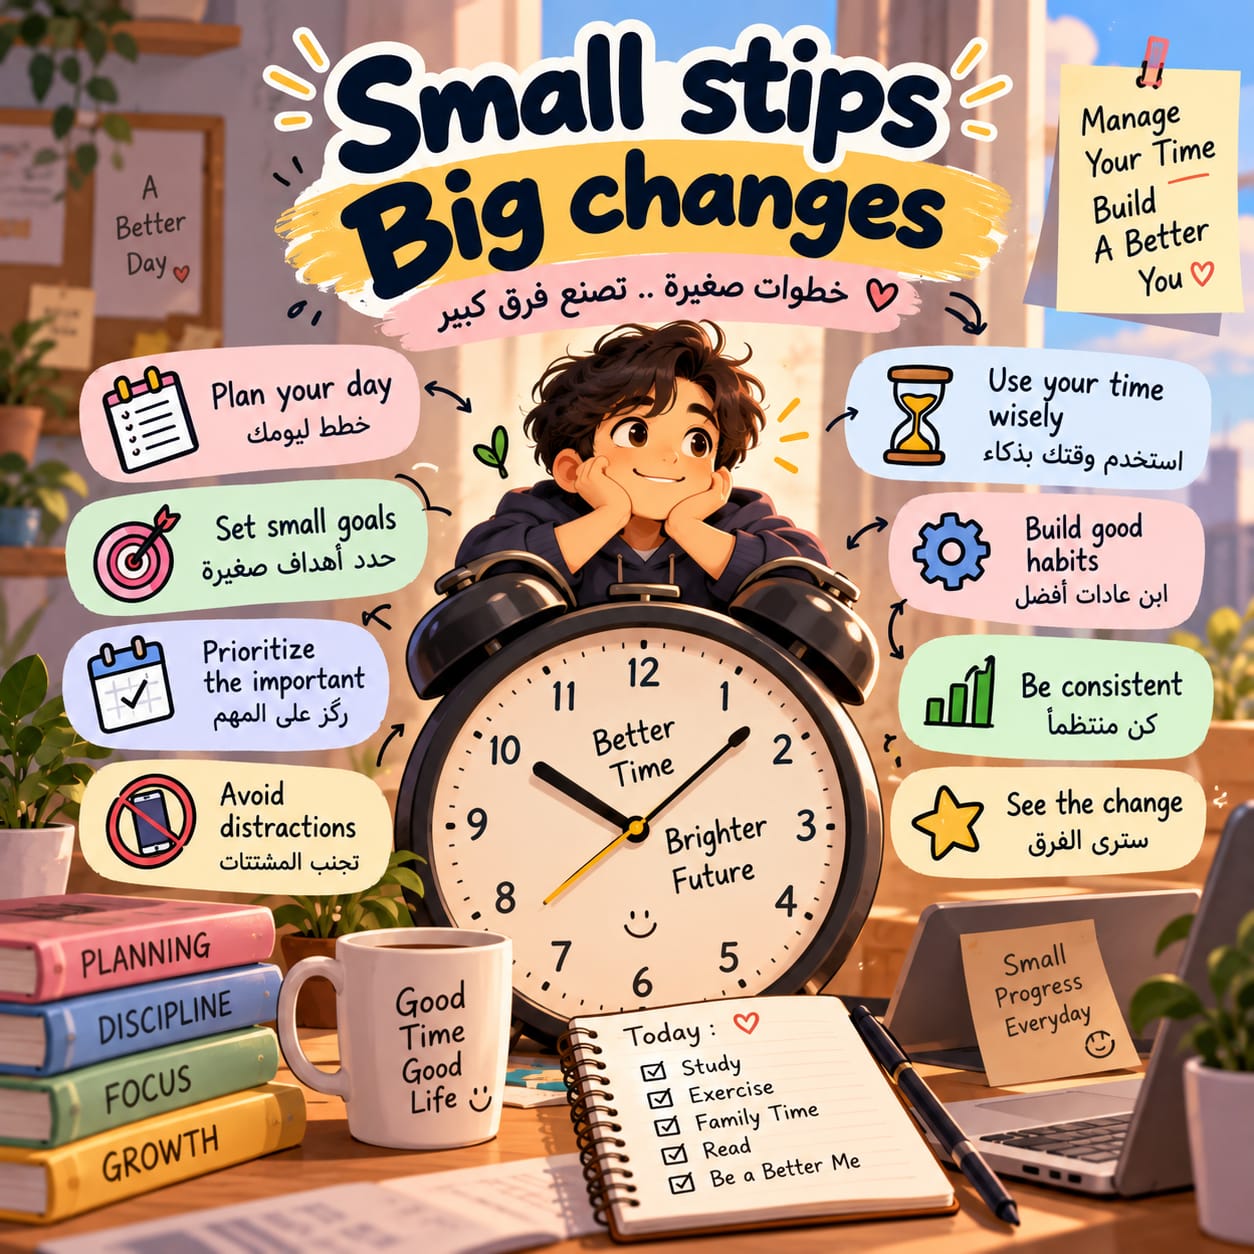 Small stips
Big changes
خطوات صغيرة .. تصنع فرق كبير
Manage
Your Time
Build
A Better
You
A
Better
Day
Plan your day
خطط ليومك
Set small goals
حدد أهداف صغيرة
Prioritize
the important
رگز على المهم
Avoid
distractions
تجنب المشتتات
Use your time
wisely
استخدم وقتك بذكاء
Build good
habits
ابن عادات أفضل
Be consistent
كن منتظماً
See the change
سترى الفرق
12
1
2
3
4
5
6
7
8
9
10
11
Better
Time
Brighter
Future
PLANNING
DISCIPLINE
FOCUS
GROWTH
Good
Time
Good
Life
Today :
Study
Exercise
Family Time
Read
Be a Better Me
Small
Progress
Everyday